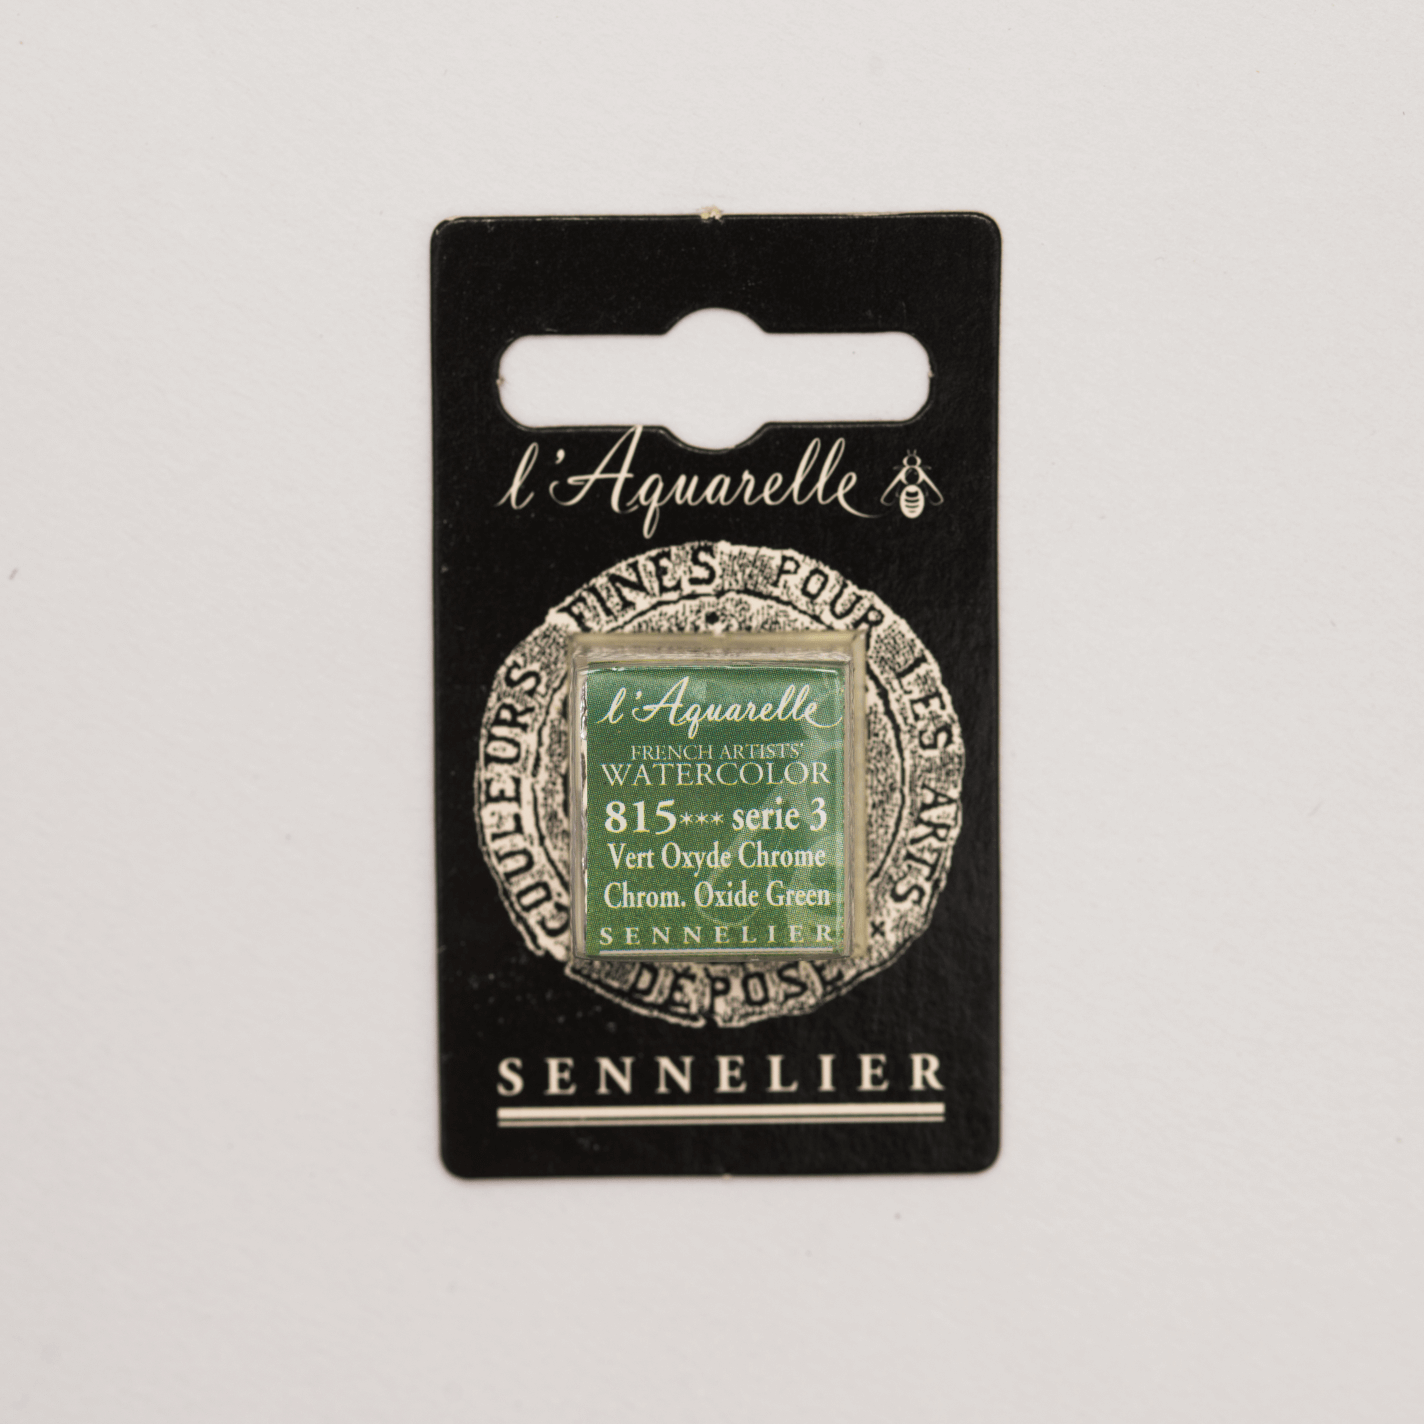 l'Aquarelle
COULEURS FINES POUR LES ARTS
DÉPOSÉ
l'Aquarelle
FRENCH ARTISTS'
WATERCOLOR
815*** serie 3
Vert Oxyde Chrome
Chrom. Oxide Green
SENNELIER
SENNELIER